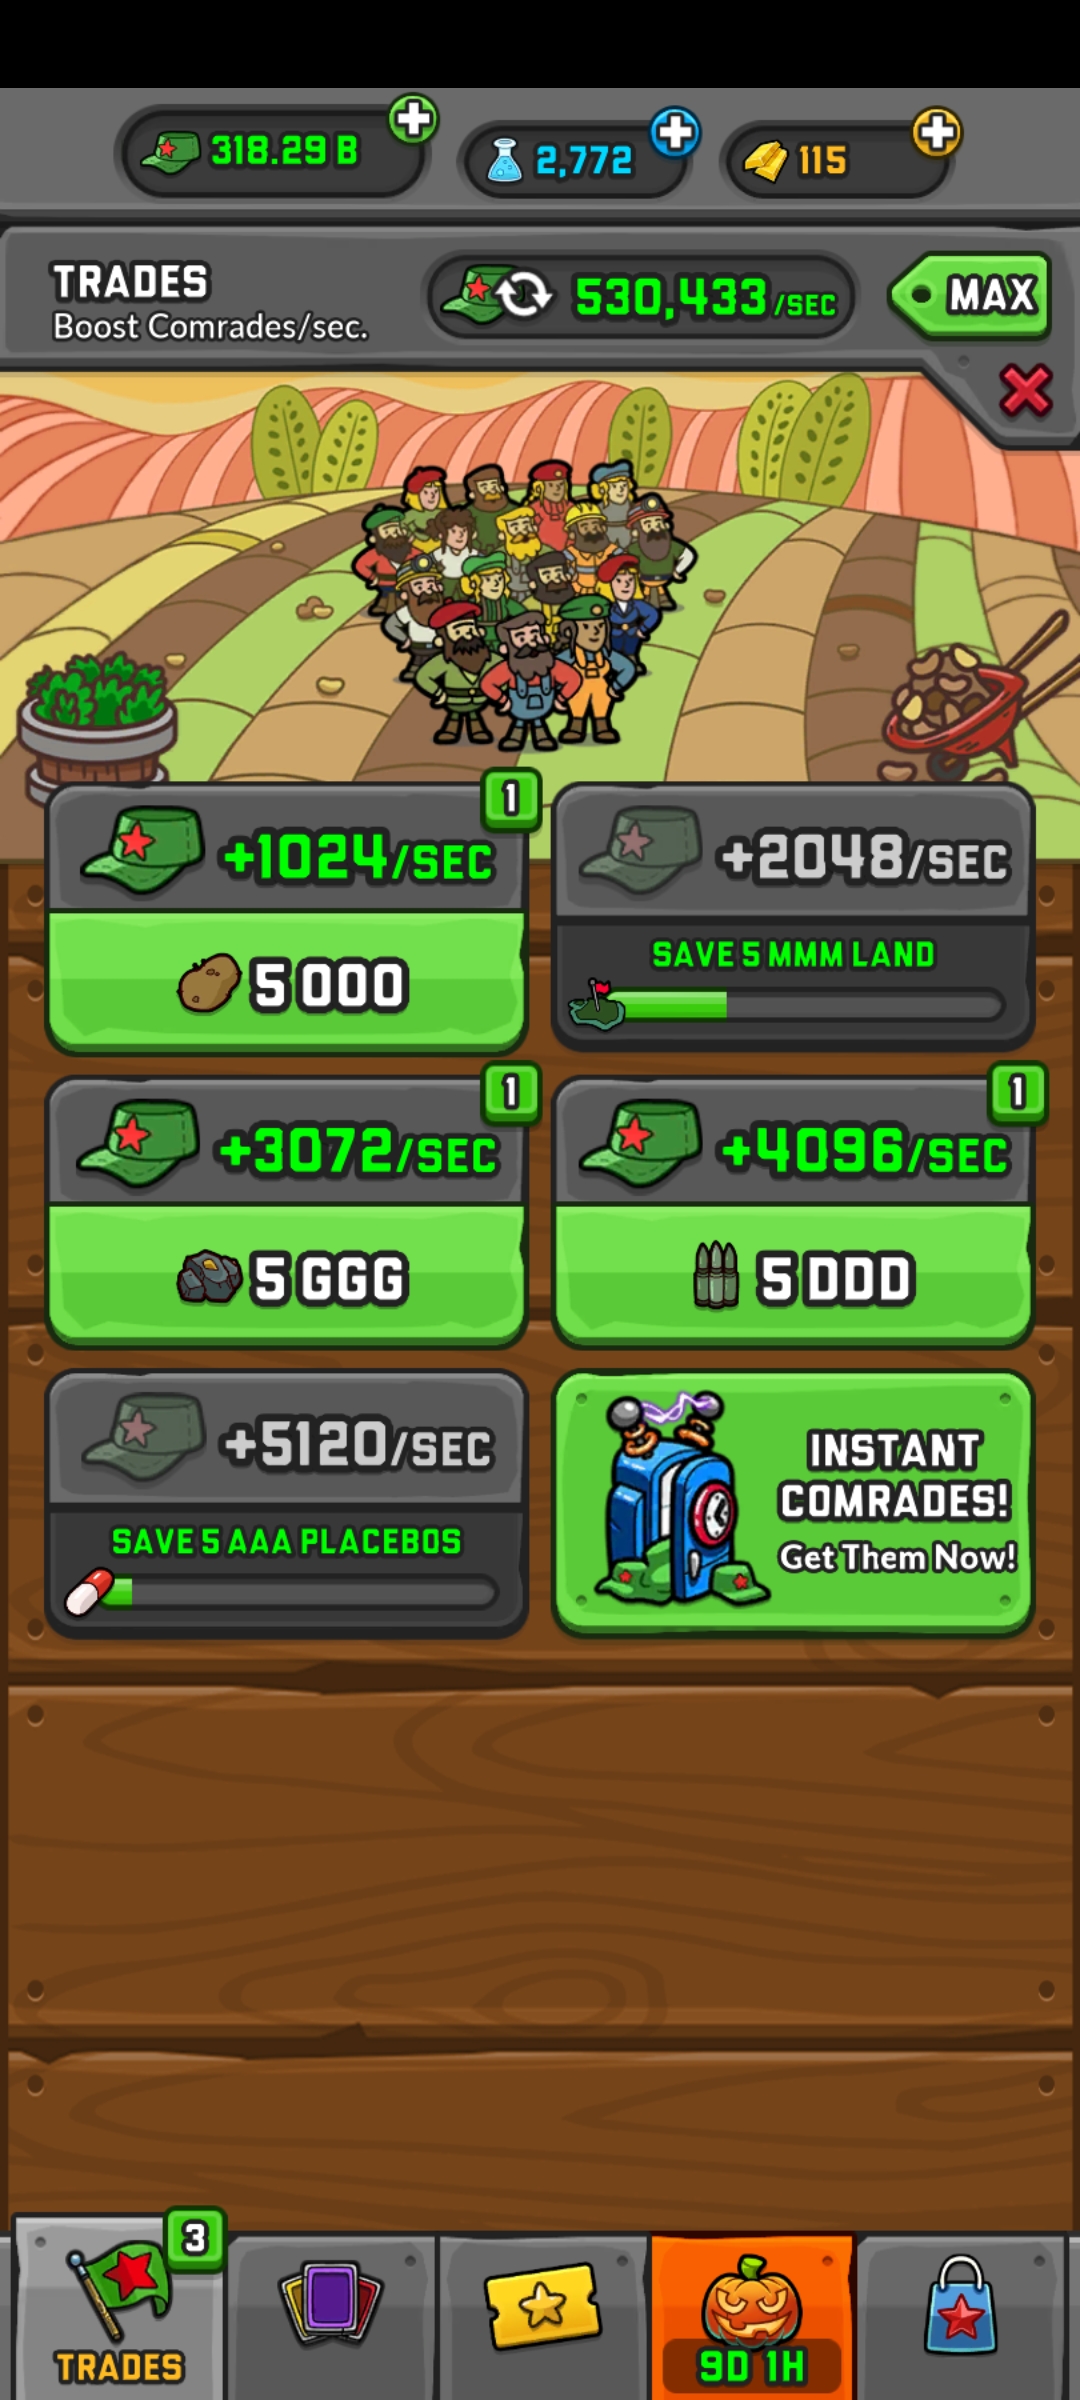 318.29 B
2,772
115
TRADES
Boost Comrades/sec.
530,433/SEC
MAX
1
+1024/SEC
5 OOO
+2048/SEC
SAVE 5 MMM LAND
1
+3072/SEC
5 GGG
1
+4096/SEC
5 DDD
+5120/SEC
SAVE 5 AAA PLACEBOS
INSTANT
COMRADES!
Get Them Now!
3
TRADES
9D 1H